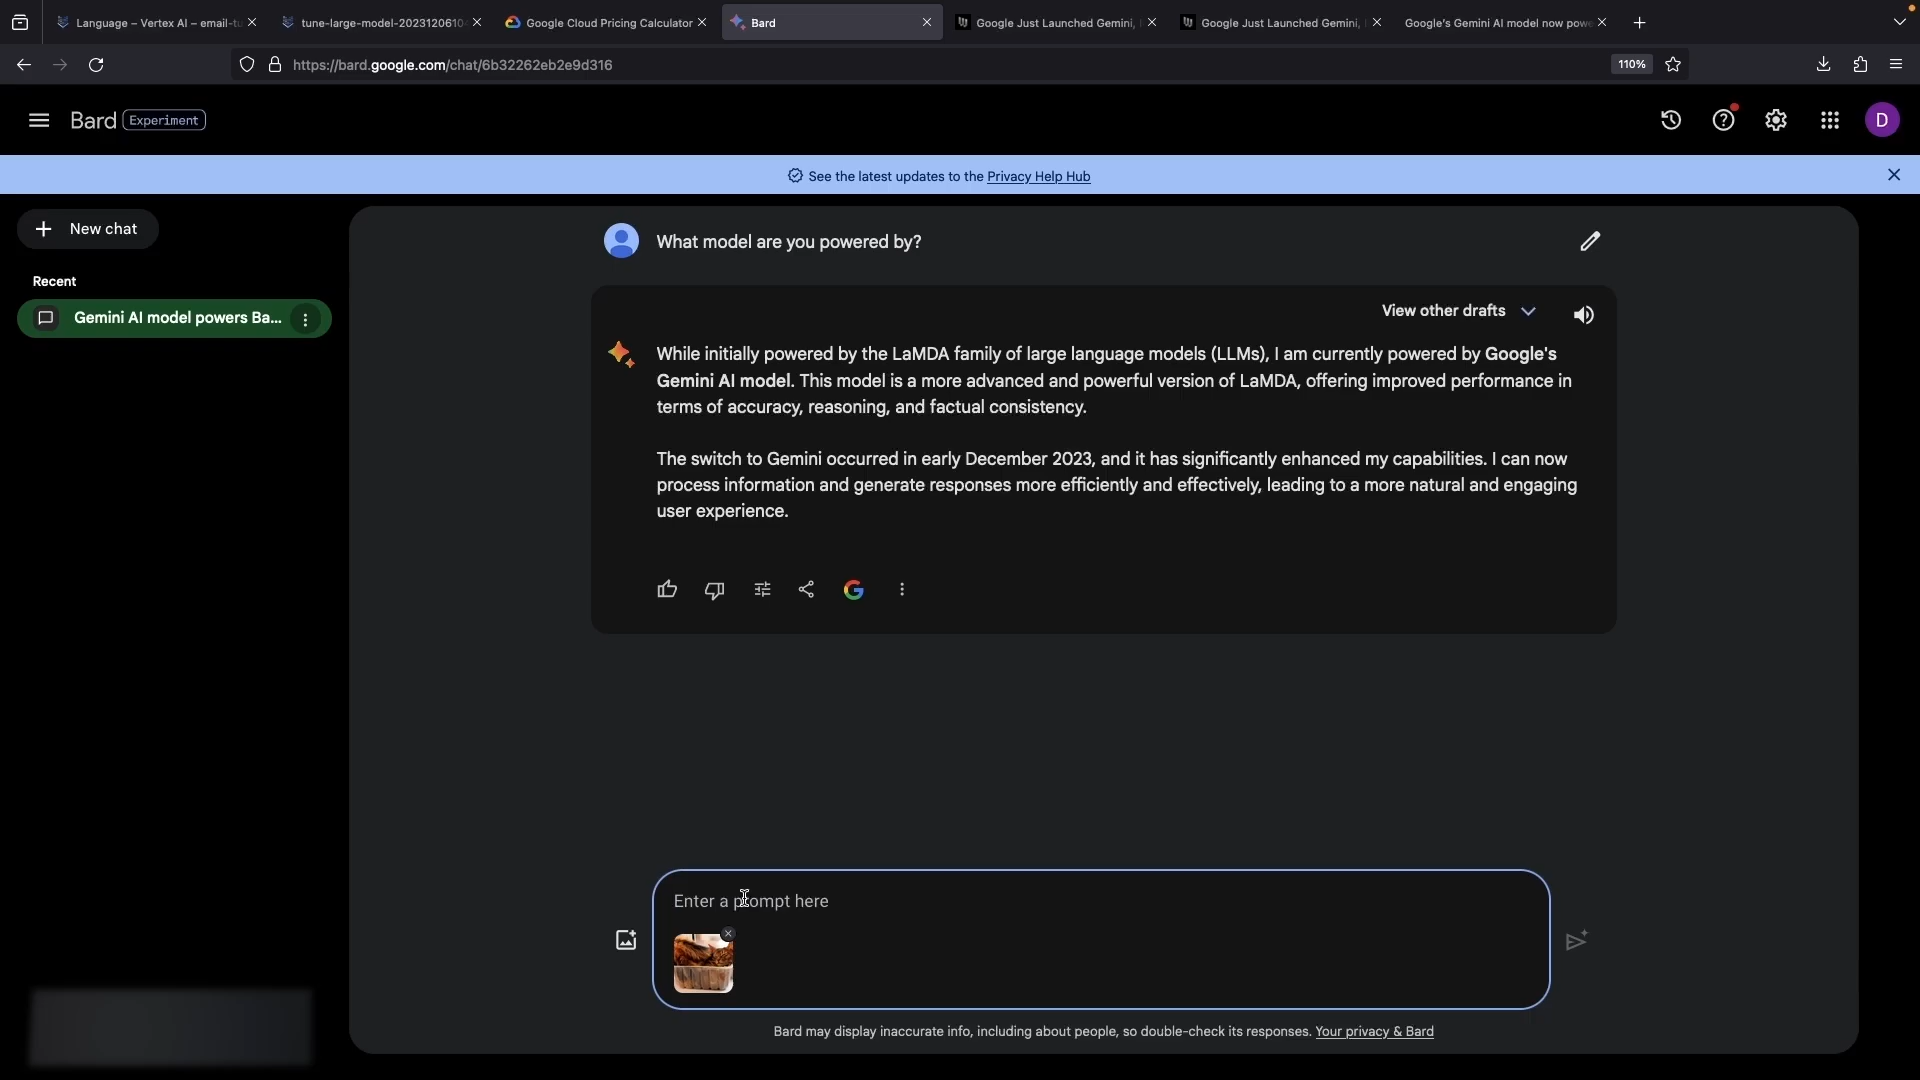 Language – Vertex AI – email-tu
tune-large-model-2023120610
Google Cloud Pricing Calculator
Bard
Google Just Launched Gemini,
Google Just Launched Gemini,
Google's Gemini AI model now powe
https://bard.google.com/chat/6b32262eb2e9d316
110%
Bard Experiment
D
See the latest updates to the Privacy Help Hub
New chat
Recent
Gemini AI model powers Ba...
What model are you powered by?
View other drafts
While initially powered by the LaMDA family of large language models (LLMs), I am currently powered by Google's
Gemini AI model. This model is a more advanced and powerful version of LaMDA, offering improved performance in
terms of accuracy, reasoning, and factual consistency.
The switch to Gemini occurred in early December 2023, and it has significantly enhanced my capabilities. I can now
process information and generate responses more efficiently and effectively, leading to a more natural and engaging
user experience.
Enter a prompt here
Bard may display inaccurate info, including about people, so double-check its responses. Your privacy & Bard